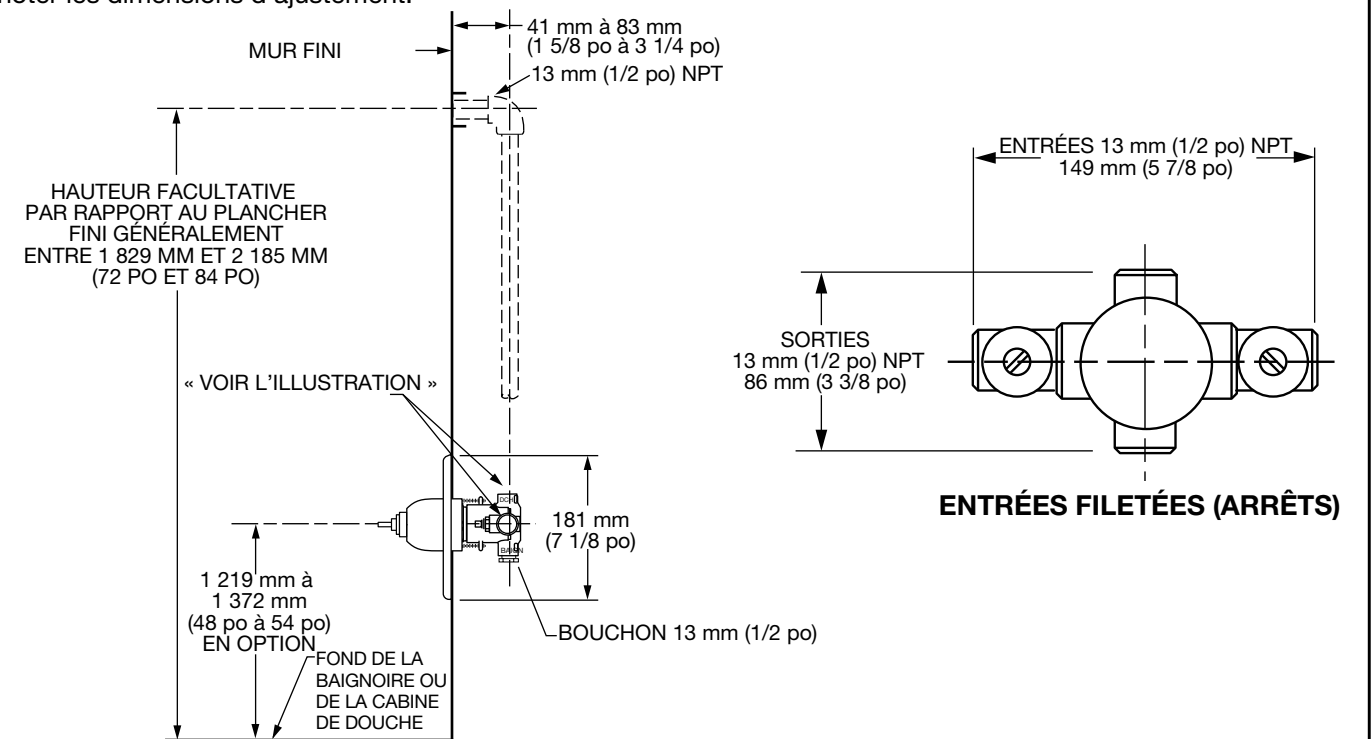 noter les dimensions d'ajustement.
41 mm à 83 mm
(1 5/8 po à 3 1/4 po)
MUR FINI
13 mm (1/2 po) NPT
HAUTEUR FACULTATIVE
PAR RAPPORT AU PLANCHER
FINI GÉNÉRALEMENT
ENTRE 1 829 MM ET 2 185 MM
(72 PO ET 84 PO)
« VOIR L'ILLUSTRATION »
DCH
BAIGN
181 mm
(7 1/8 po)
1 219 mm à
1 372 mm
(48 po à 54 po)
EN OPTION
BOUCHON 13 mm (1/2 po)
FOND DE LA
BAIGNOIRE OU
DE LA CABINE
DE DOUCHE
ENTRÉES 13 mm (1/2 po) NPT
149 mm (5 7/8 po)
SORTIES
13 mm (1/2 po) NPT
86 mm (3 3/8 po)
ENTRÉES FILETÉES (ARRÊTS)